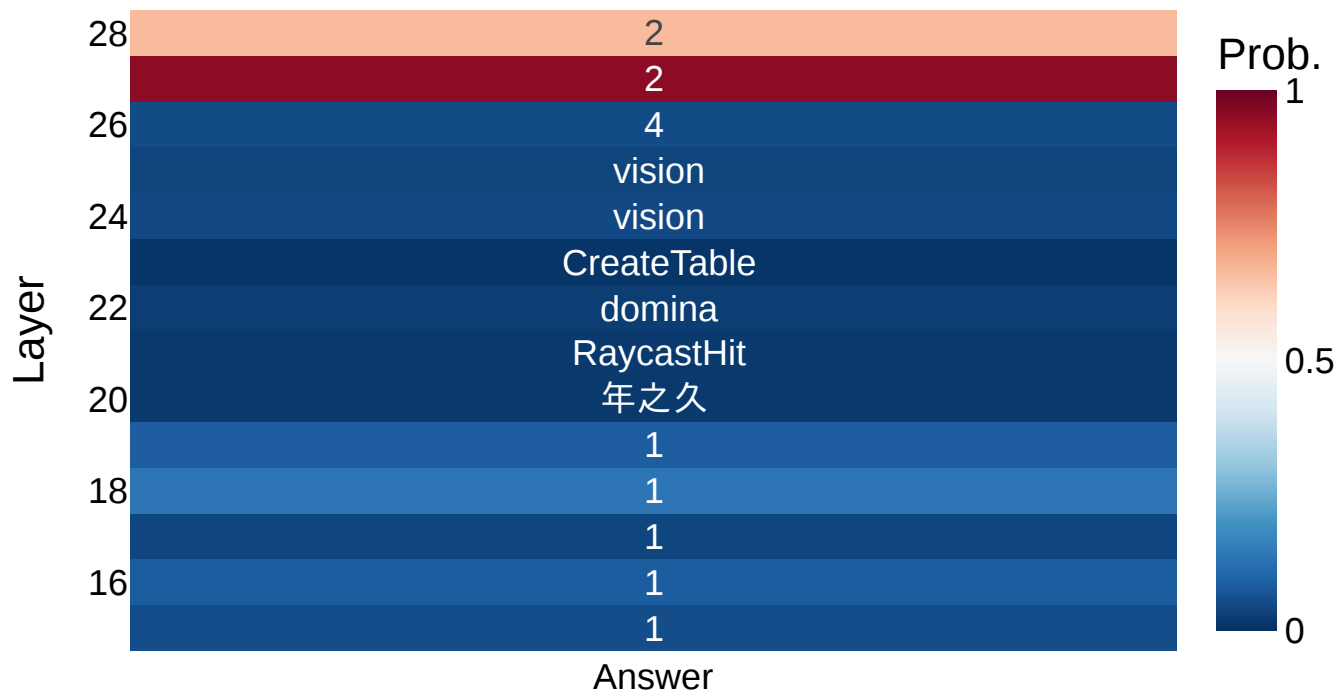 28
2
Prob.
2
1
26
4
vision
24
vision
CreateTable
22
domina
Layer
RaycastHit
0.5
20
年之久
1
18
1
1
16
1
1
0
Answer